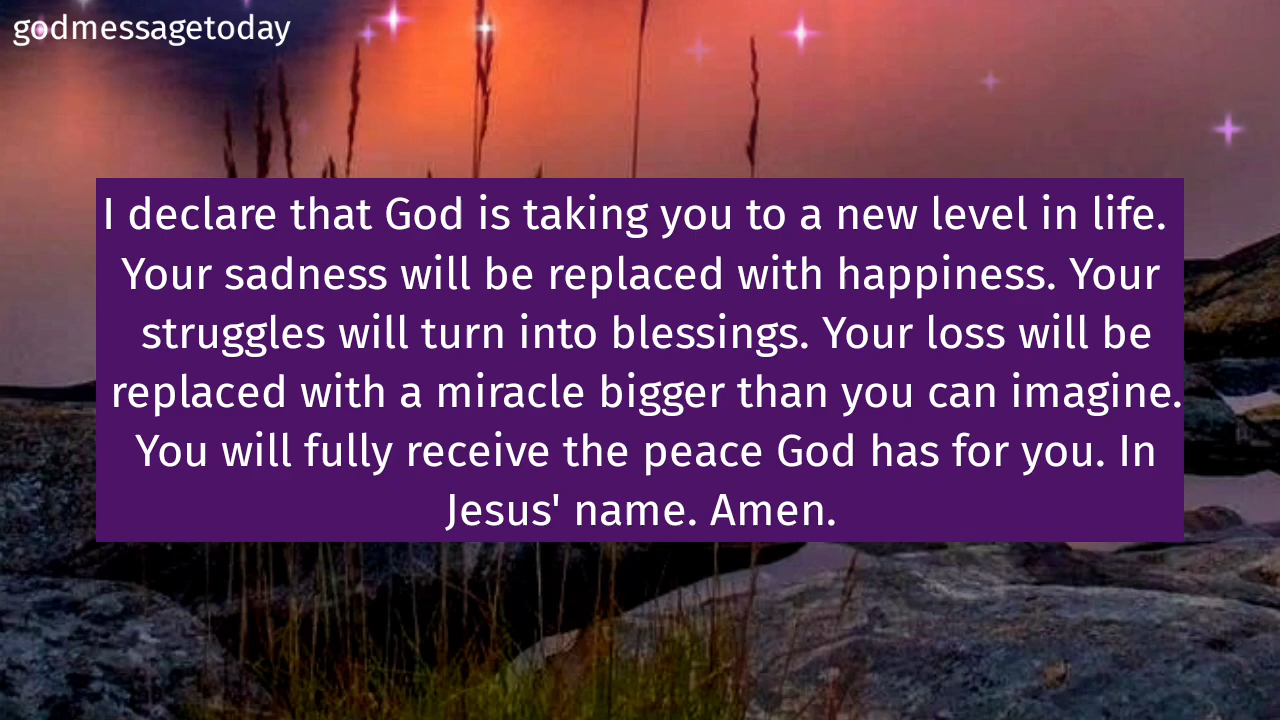 godmessagetoday
I declare that God is taking you to a new level in life.
Your sadness will be replaced with happiness. Your
struggles will turn into blessings. Your loss will be
replaced with a miracle bigger than you can imagine.
You will fully receive the peace God has for you. In
Jesus' name. Amen.